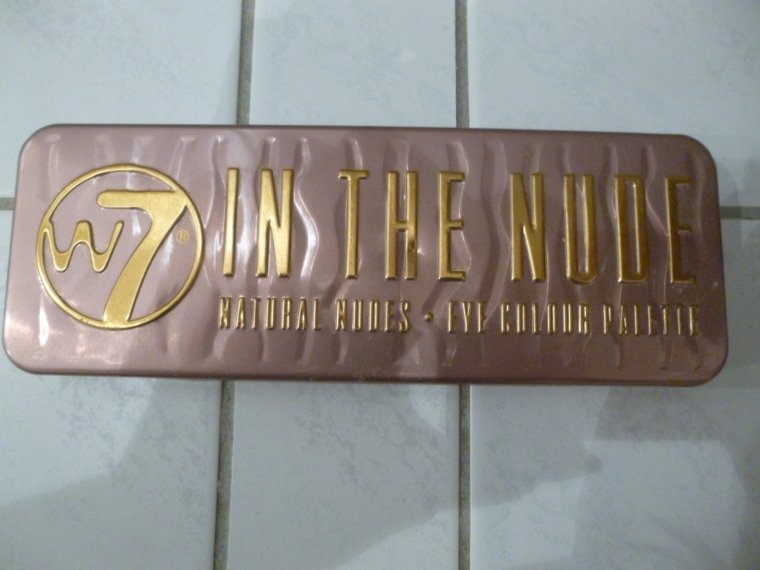 W7®
IN THE NUDE
NATURAL NUDES • EYE COLOUR PALETTE